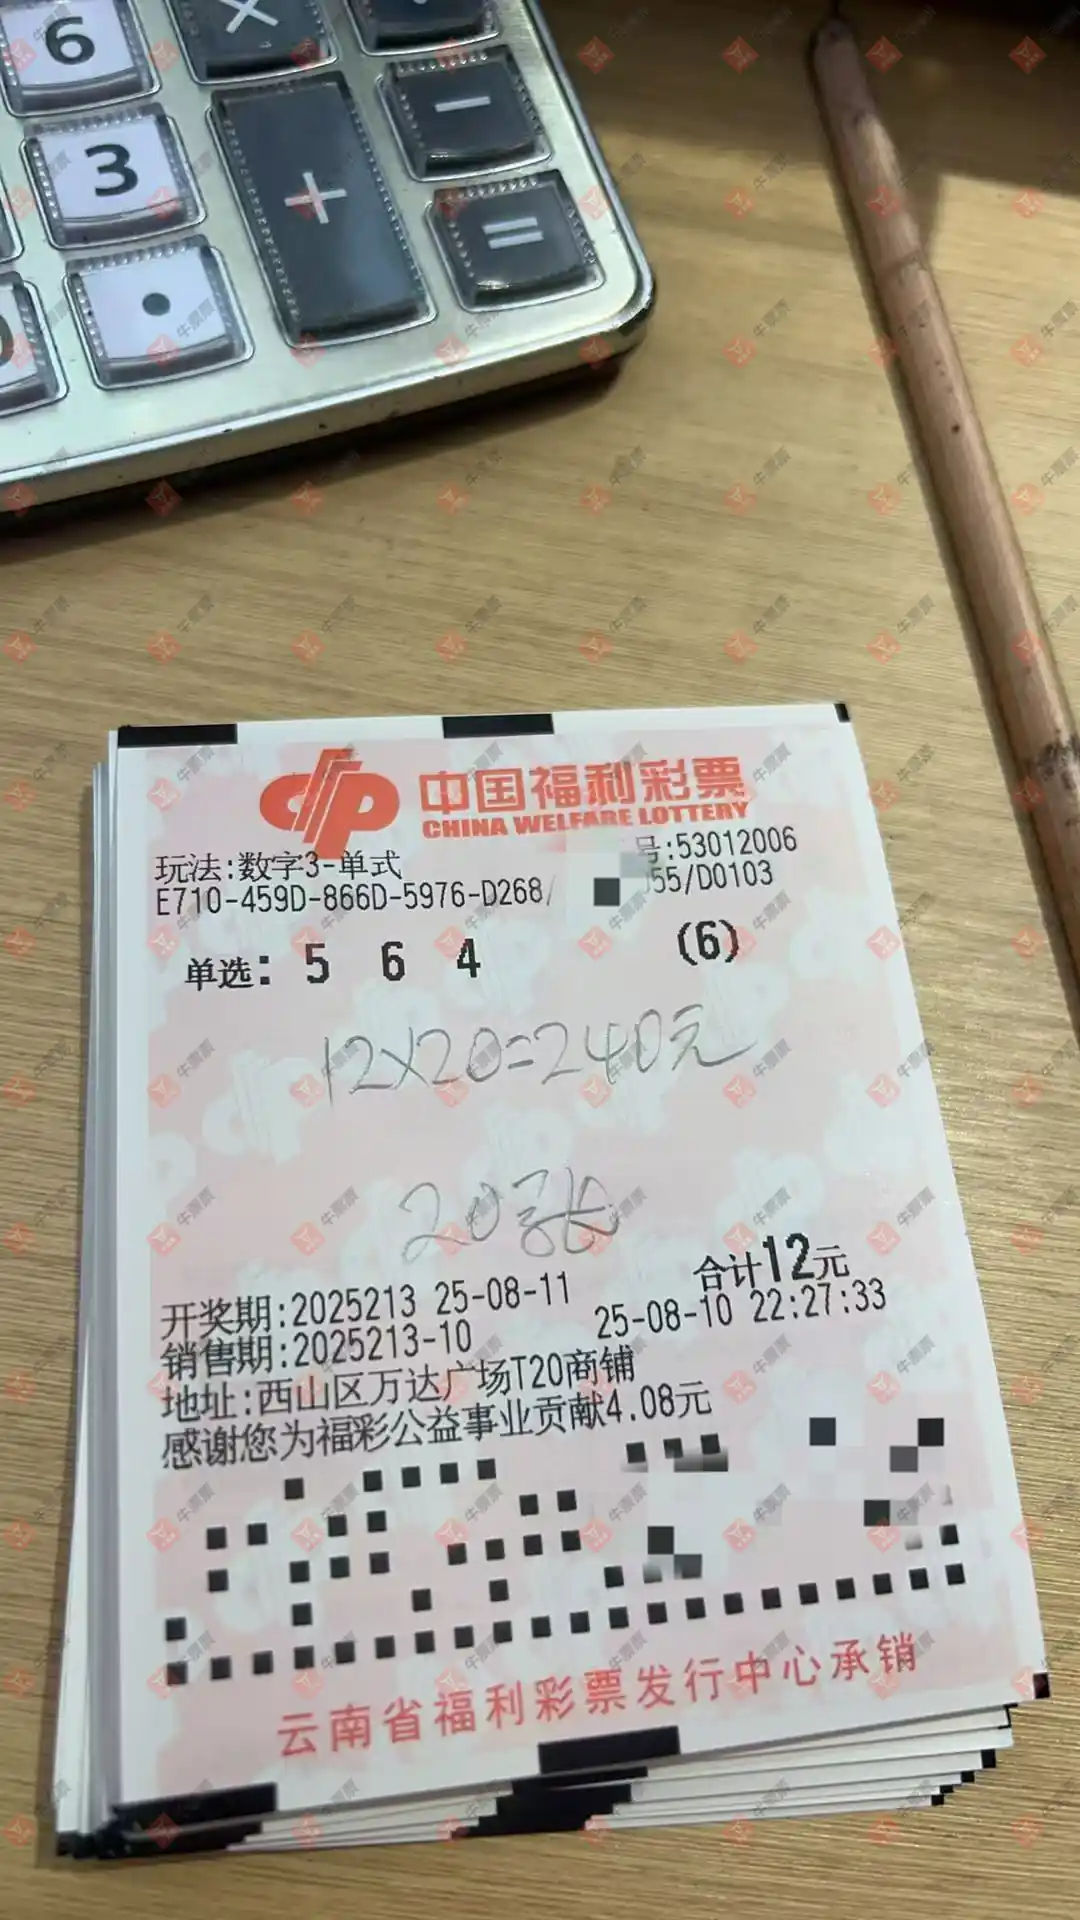 6
×
3
+
−
•
=
中国福利彩票
CHINA WELFARE LOTTERY
玩法:数字3-单式
号:53012006
E710-459D-866D-5976-D268/
55/D0103
单选: 5 6 4 (6)
12×20=240元
20张
合计12元
开奖期:2025213 25-08-11
销售期:2025213-10 25-08-10 22:27:33
地址:西山区万达广场T20商铺
感谢您为福彩公益事业贡献4.08元
云南省福利彩票发行中心承销
牛票票